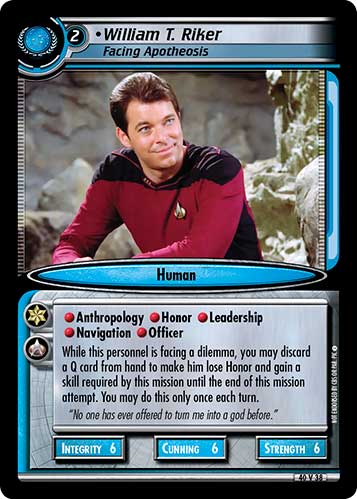 2
•William T. Riker
Facing Apotheosis
Human
Anthropology Honor Leadership
Navigation Officer
While this personnel is facing a dilemma, you may discard
a Q card from hand to make him lose Honor and gain a
skill required by this mission until the end of this mission
attempt. You may do this only once each turn.
"No one has ever offered to turn me into a god before."
INTEGRITY 6 CUNNING 6 STRENGTH 6
40 V 38